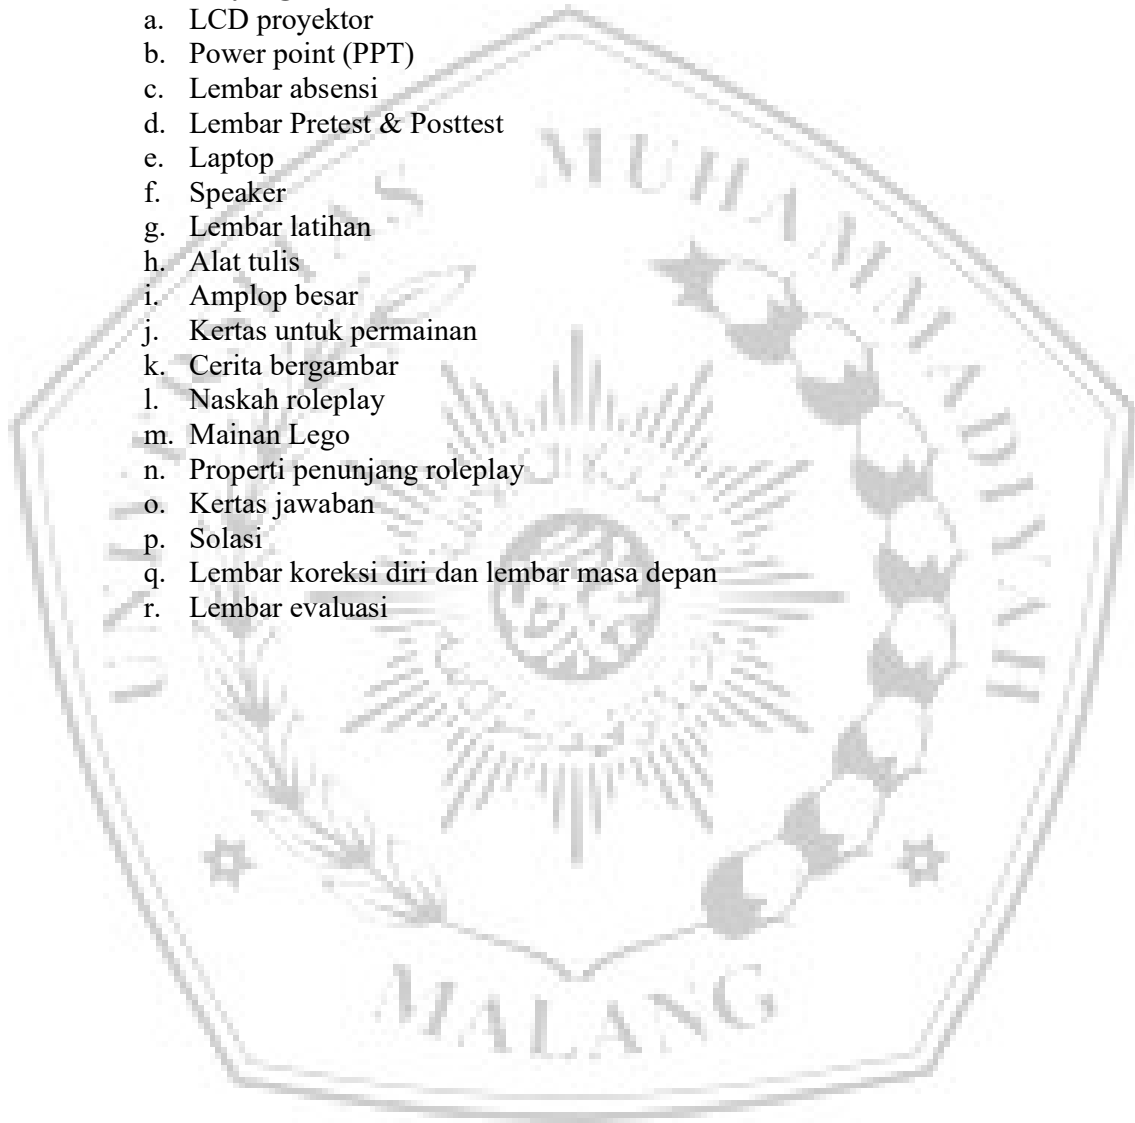 a. LCD proyektor
b. Power point (PPT)
c. Lembar absensi
d. Lembar Pretest & Posttest
e. Laptop
f. Speaker
g. Lembar latihan
h. Alat tulis
i. Amplop besar
j. Kertas untuk permainan
k. Cerita bergambar
l. Naskah roleplay
m. Mainan Lego
n. Properti penunjang roleplay
o. Kertas jawaban
p. Solasi
q. Lembar koreksi diri dan lembar masa depan
r. Lembar evaluasi
UNIVERSITAS MUHAMMADIYAH
MALANG